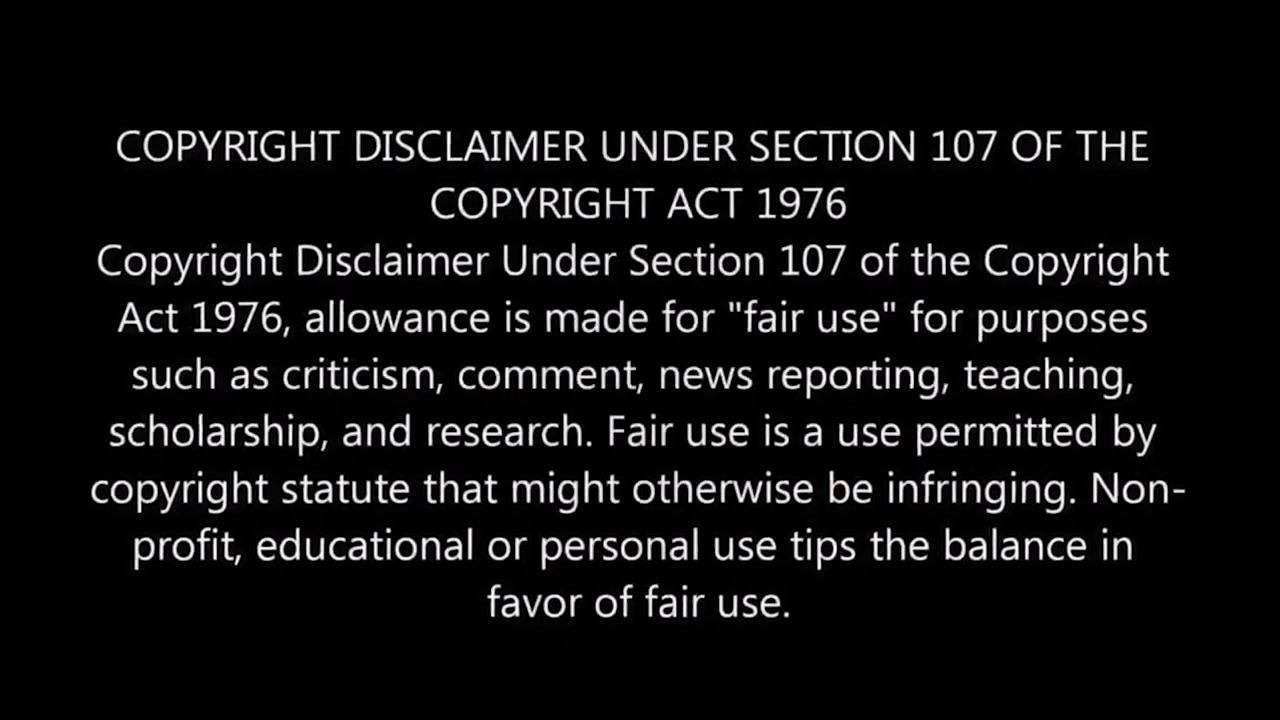 COPYRIGHT DISCLAIMER UNDER SECTION 107 OF THE
COPYRIGHT ACT 1976
Copyright Disclaimer Under Section 107 of the Copyright
Act 1976, allowance is made for "fair use" for purposes
such as criticism, comment, news reporting, teaching,
scholarship, and research. Fair use is a use permitted by
copyright statute that might otherwise be infringing. Non-
profit, educational or personal use tips the balance in
favor of fair use.